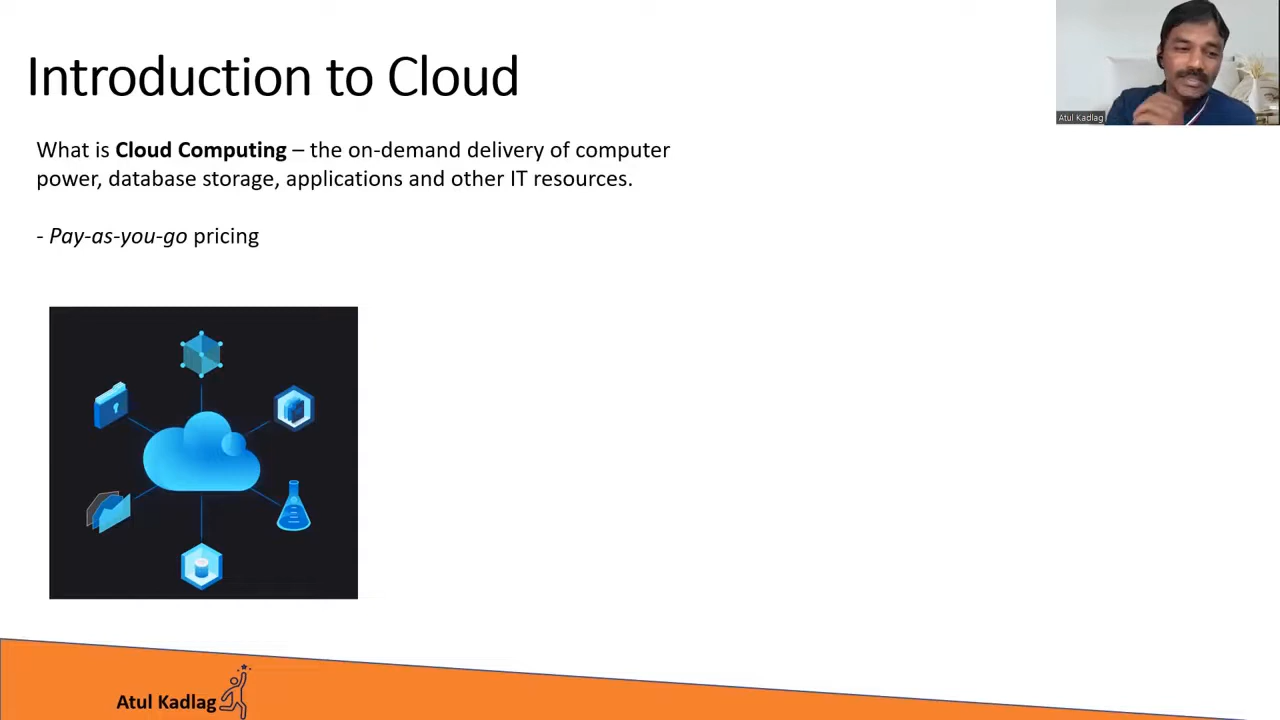 Introduction to Cloud
Atul Kadlag
What is Cloud Computing – the on-demand delivery of computer
power, database storage, applications and other IT resources.
- Pay-as-you-go pricing
Atul Kadlag